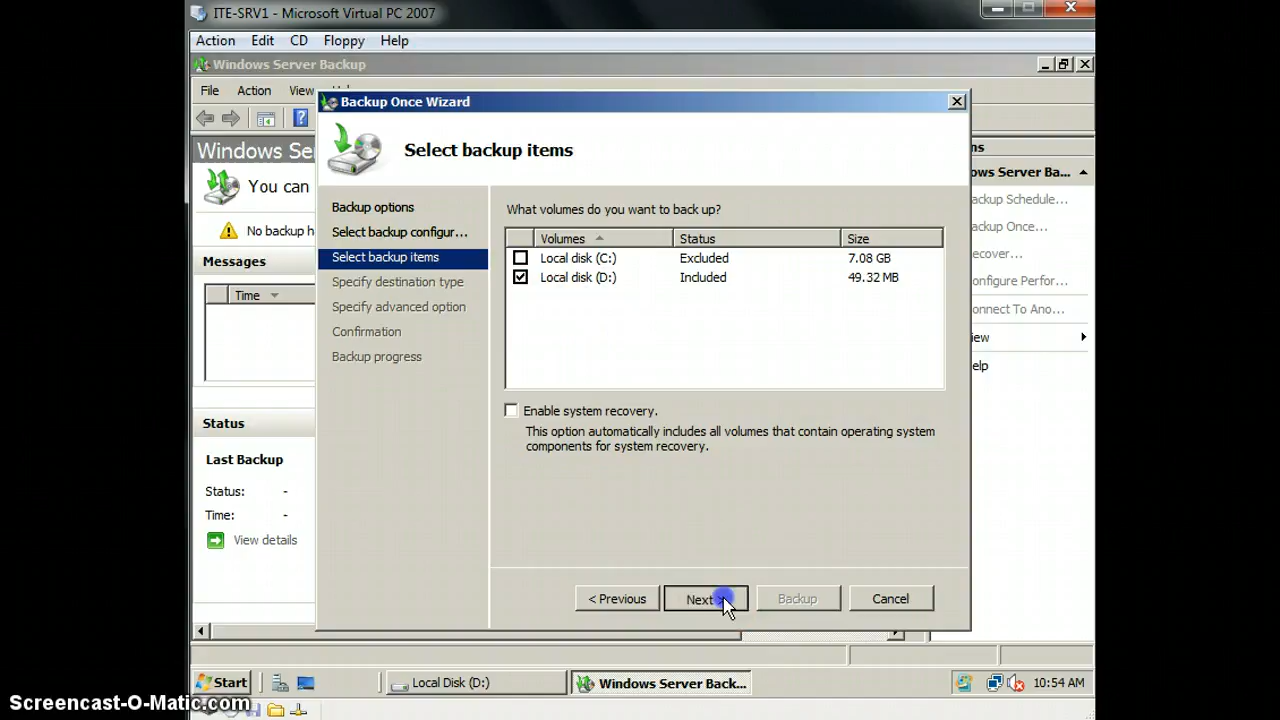 ITE-SRV1 - Microsoft Virtual PC 2007
Action Edit CD Floppy Help
Windows Server Backup
File Action View
Backup Once Wizard
Select backup items
Windows Se
You can
No backup h
Messages
Time
Status
Last Backup
Status: -
Time: -
View details
Backup options
Select backup configur...
Select backup items
Specify destination type
Specify advanced option
Confirmation
Backup progress
What volumes do you want to back up?
Volumes Status Size
Local disk (C:) Excluded 7.08 GB
Local disk (D:) Included 49.32 MB
Enable system recovery.
This option automatically includes all volumes that contain operating system
components for system recovery.
< Previous Next Backup Cancel
ns
ows Server Ba...
ackup Schedule...
ackup Once...
ecover...
onfigure Perfor...
onnect To Ano...
iew
elp
Start Local Disk (D:) Windows Server Back... 10:54 AM
Screencast-O-Matic.com